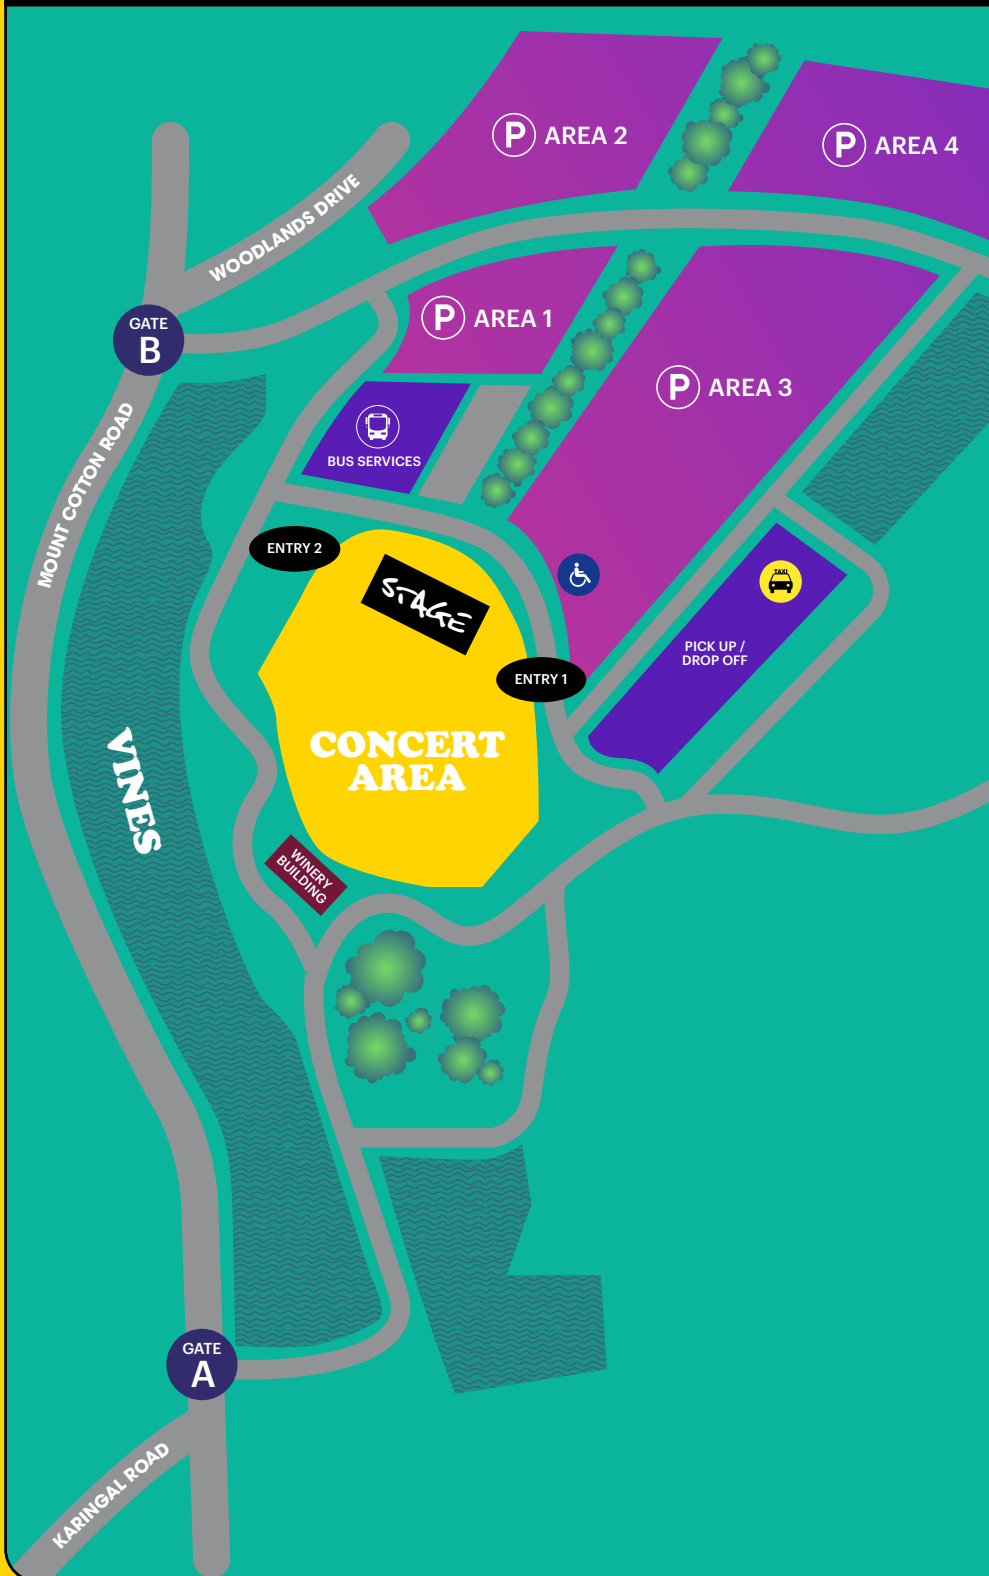 P AREA 2
P AREA 4
WOODLANDS DRIVE
GATE
B
P AREA 1
P AREA 3
MOUNT COTTON ROAD
BUS SERVICES
ENTRY 2
STAGE
TAXI
PICK UP /
DROP OFF
ENTRY 1
CONCERT
AREA
VINES
WINERY
BUILDING
GATE
A
KARINGAL ROAD